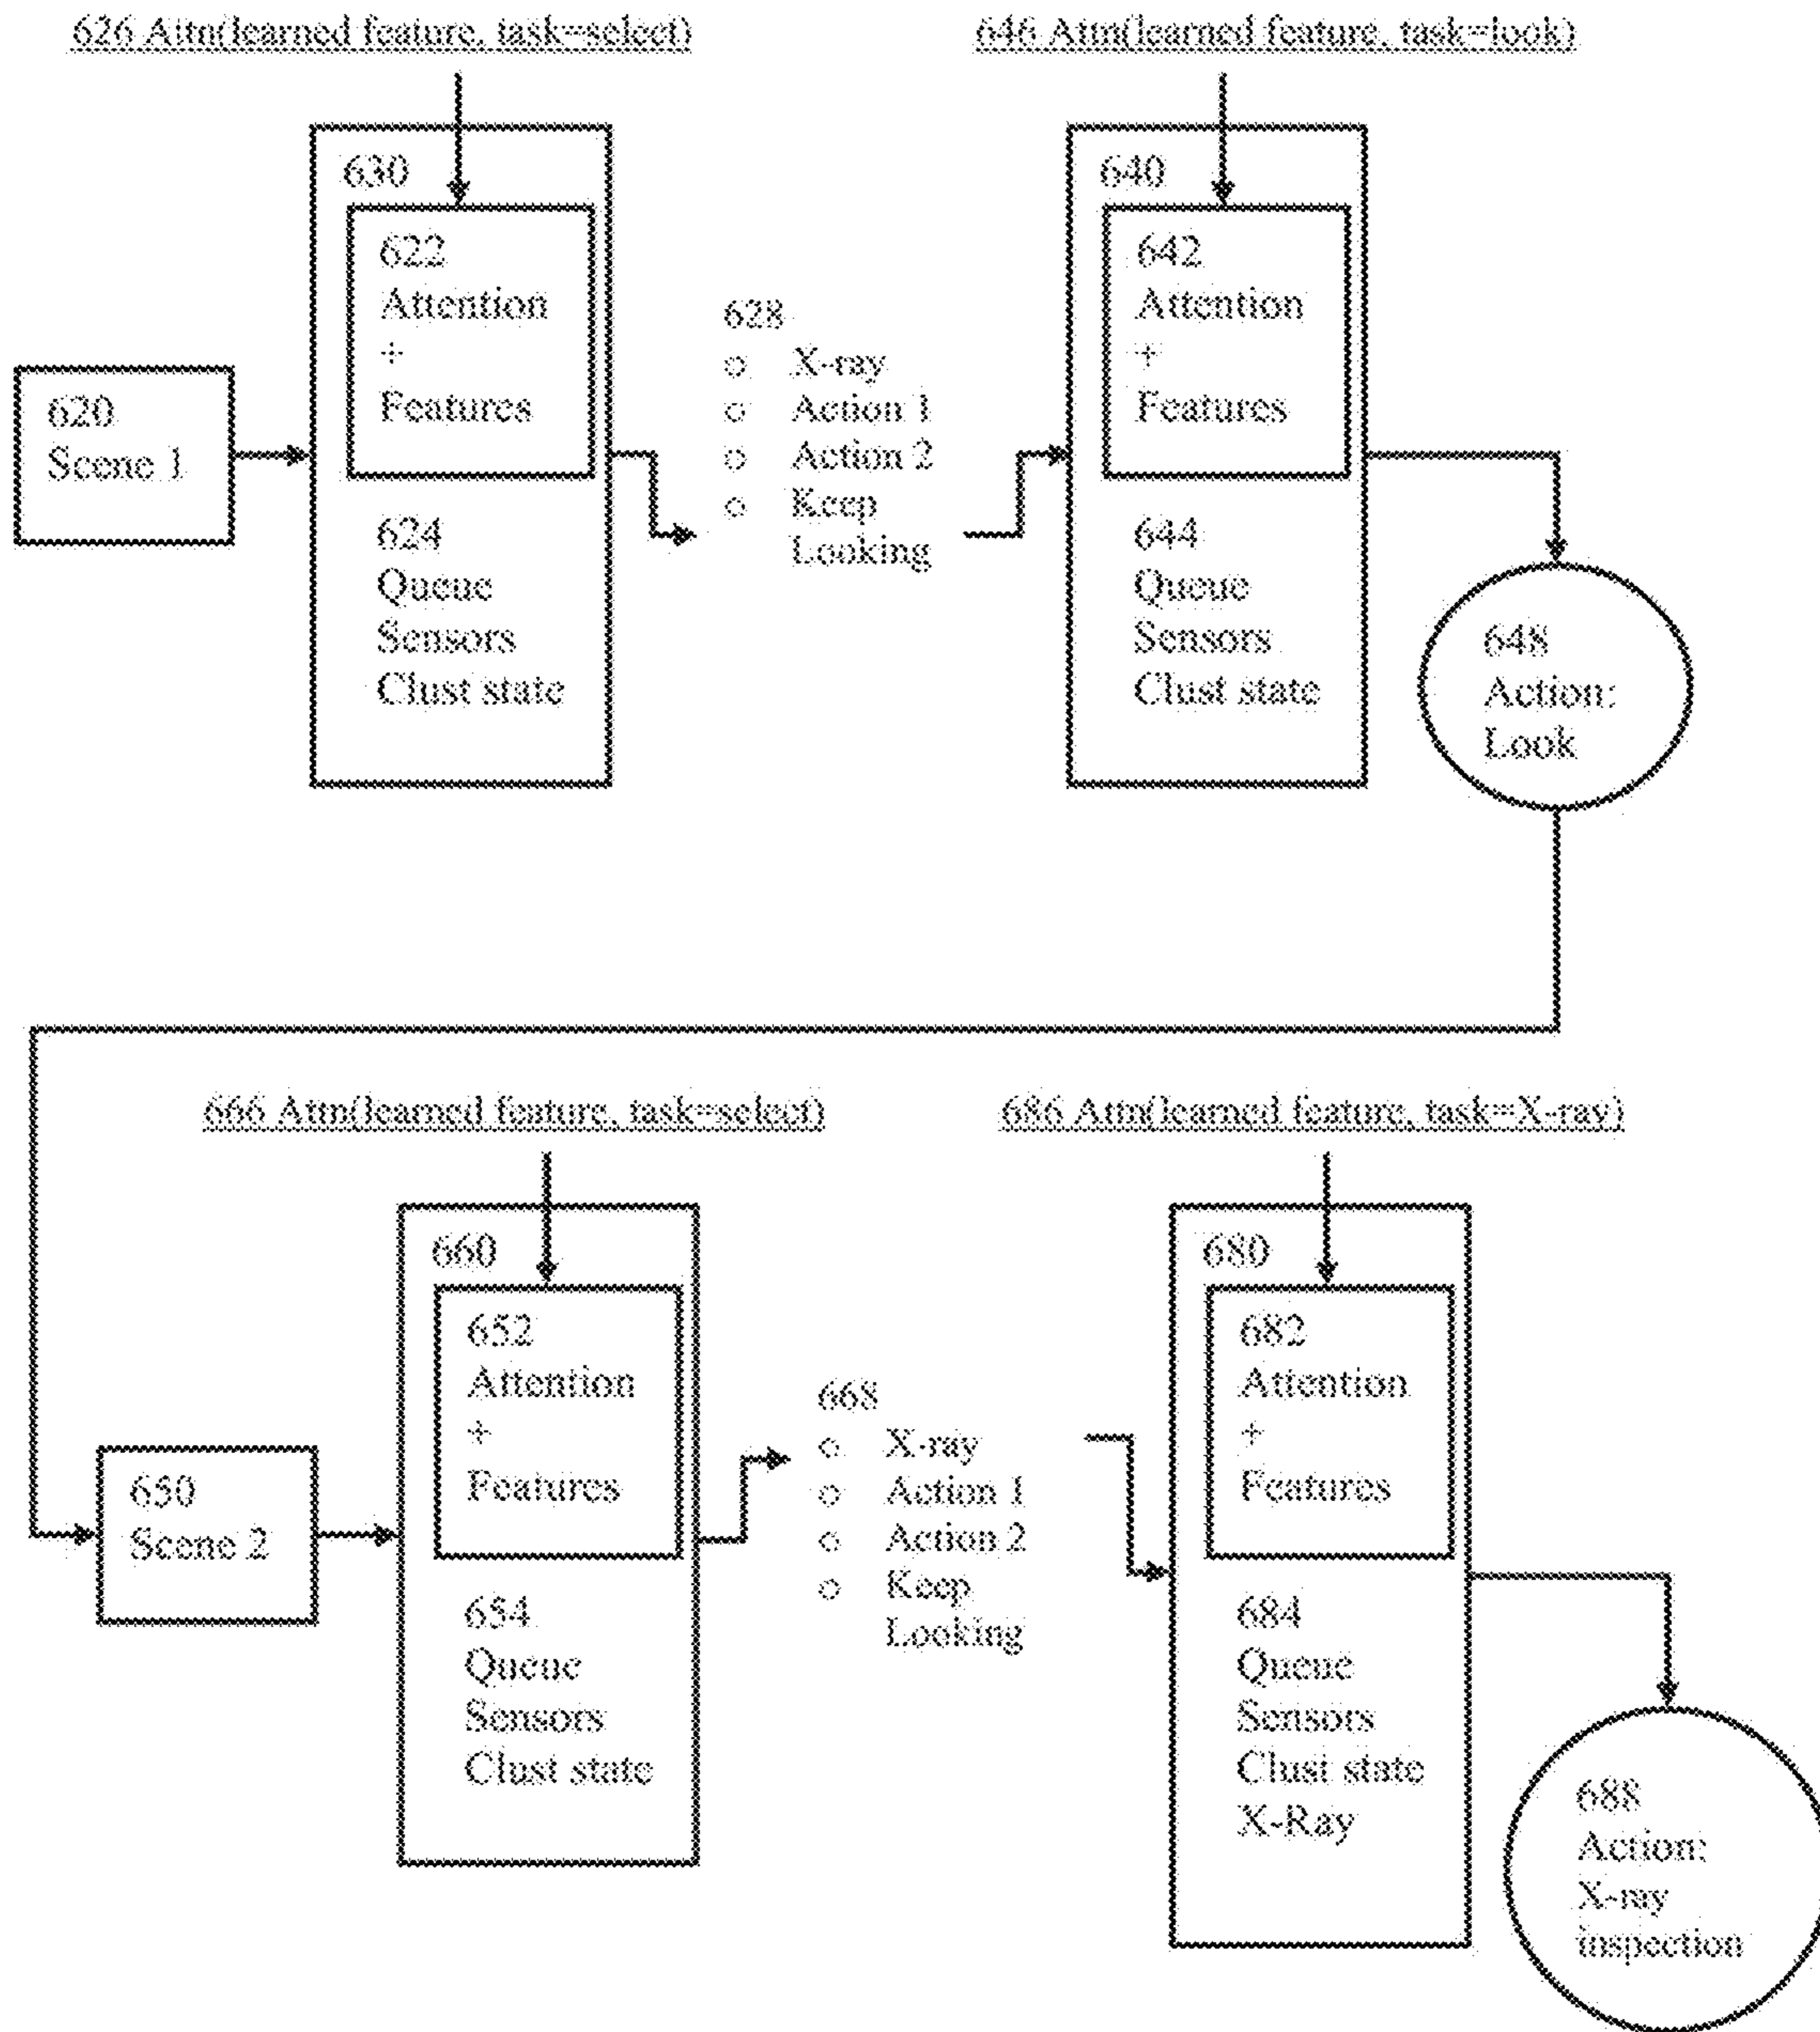 626 Attn(learned feature, task=select)
646 Attn(learned feature, task=look)
630
622
Attention
+
Features
624
Queue
Sensors
Clust state
620
Scene 1
628
○ X-ray
○ Action 1
○ Action 2
○ Keep
Looking
640
642
Attention
+
Features
644
Queue
Sensors
Clust state
648
Action:
Look
666 Attn(learned feature, task=select)
686 Attn(learned feature, task=X-ray)
660
652
Attention
+
Features
654
Queue
Sensors
Clust state
650
Scene 2
668
○ X-ray
○ Action 1
○ Action 2
○ Keep
Looking
680
682
Attention
+
Features
684
Queue
Sensors
Clust state
X-Ray
688
Action:
X-ray
inspection